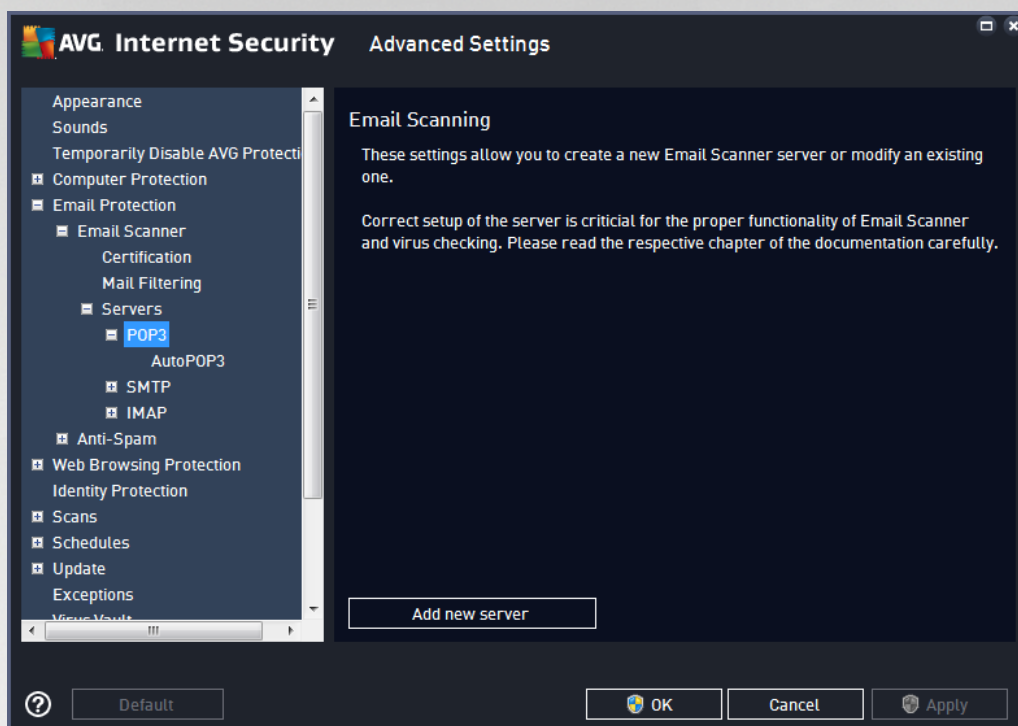 AVG. Internet Security Advanced Settings
Appearance
Sounds
Temporarily Disable AVG Protecti
Computer Protection
Email Protection
Email Scanner
Certification
Mail Filtering
Servers
POP3
AutoPOP3
SMTP
IMAP
Anti-Spam
Web Browsing Protection
Identity Protection
Scans
Schedules
Update
Exceptions
Virus Vault
Email Scanning
These settings allow you to create a new Email Scanner server or modify an existing
one.
Correct setup of the server is criticial for the proper functionality of Email Scanner
and virus checking. Please read the respective chapter of the documentation carefully.
Add new server
Default
OK
Cancel
Apply